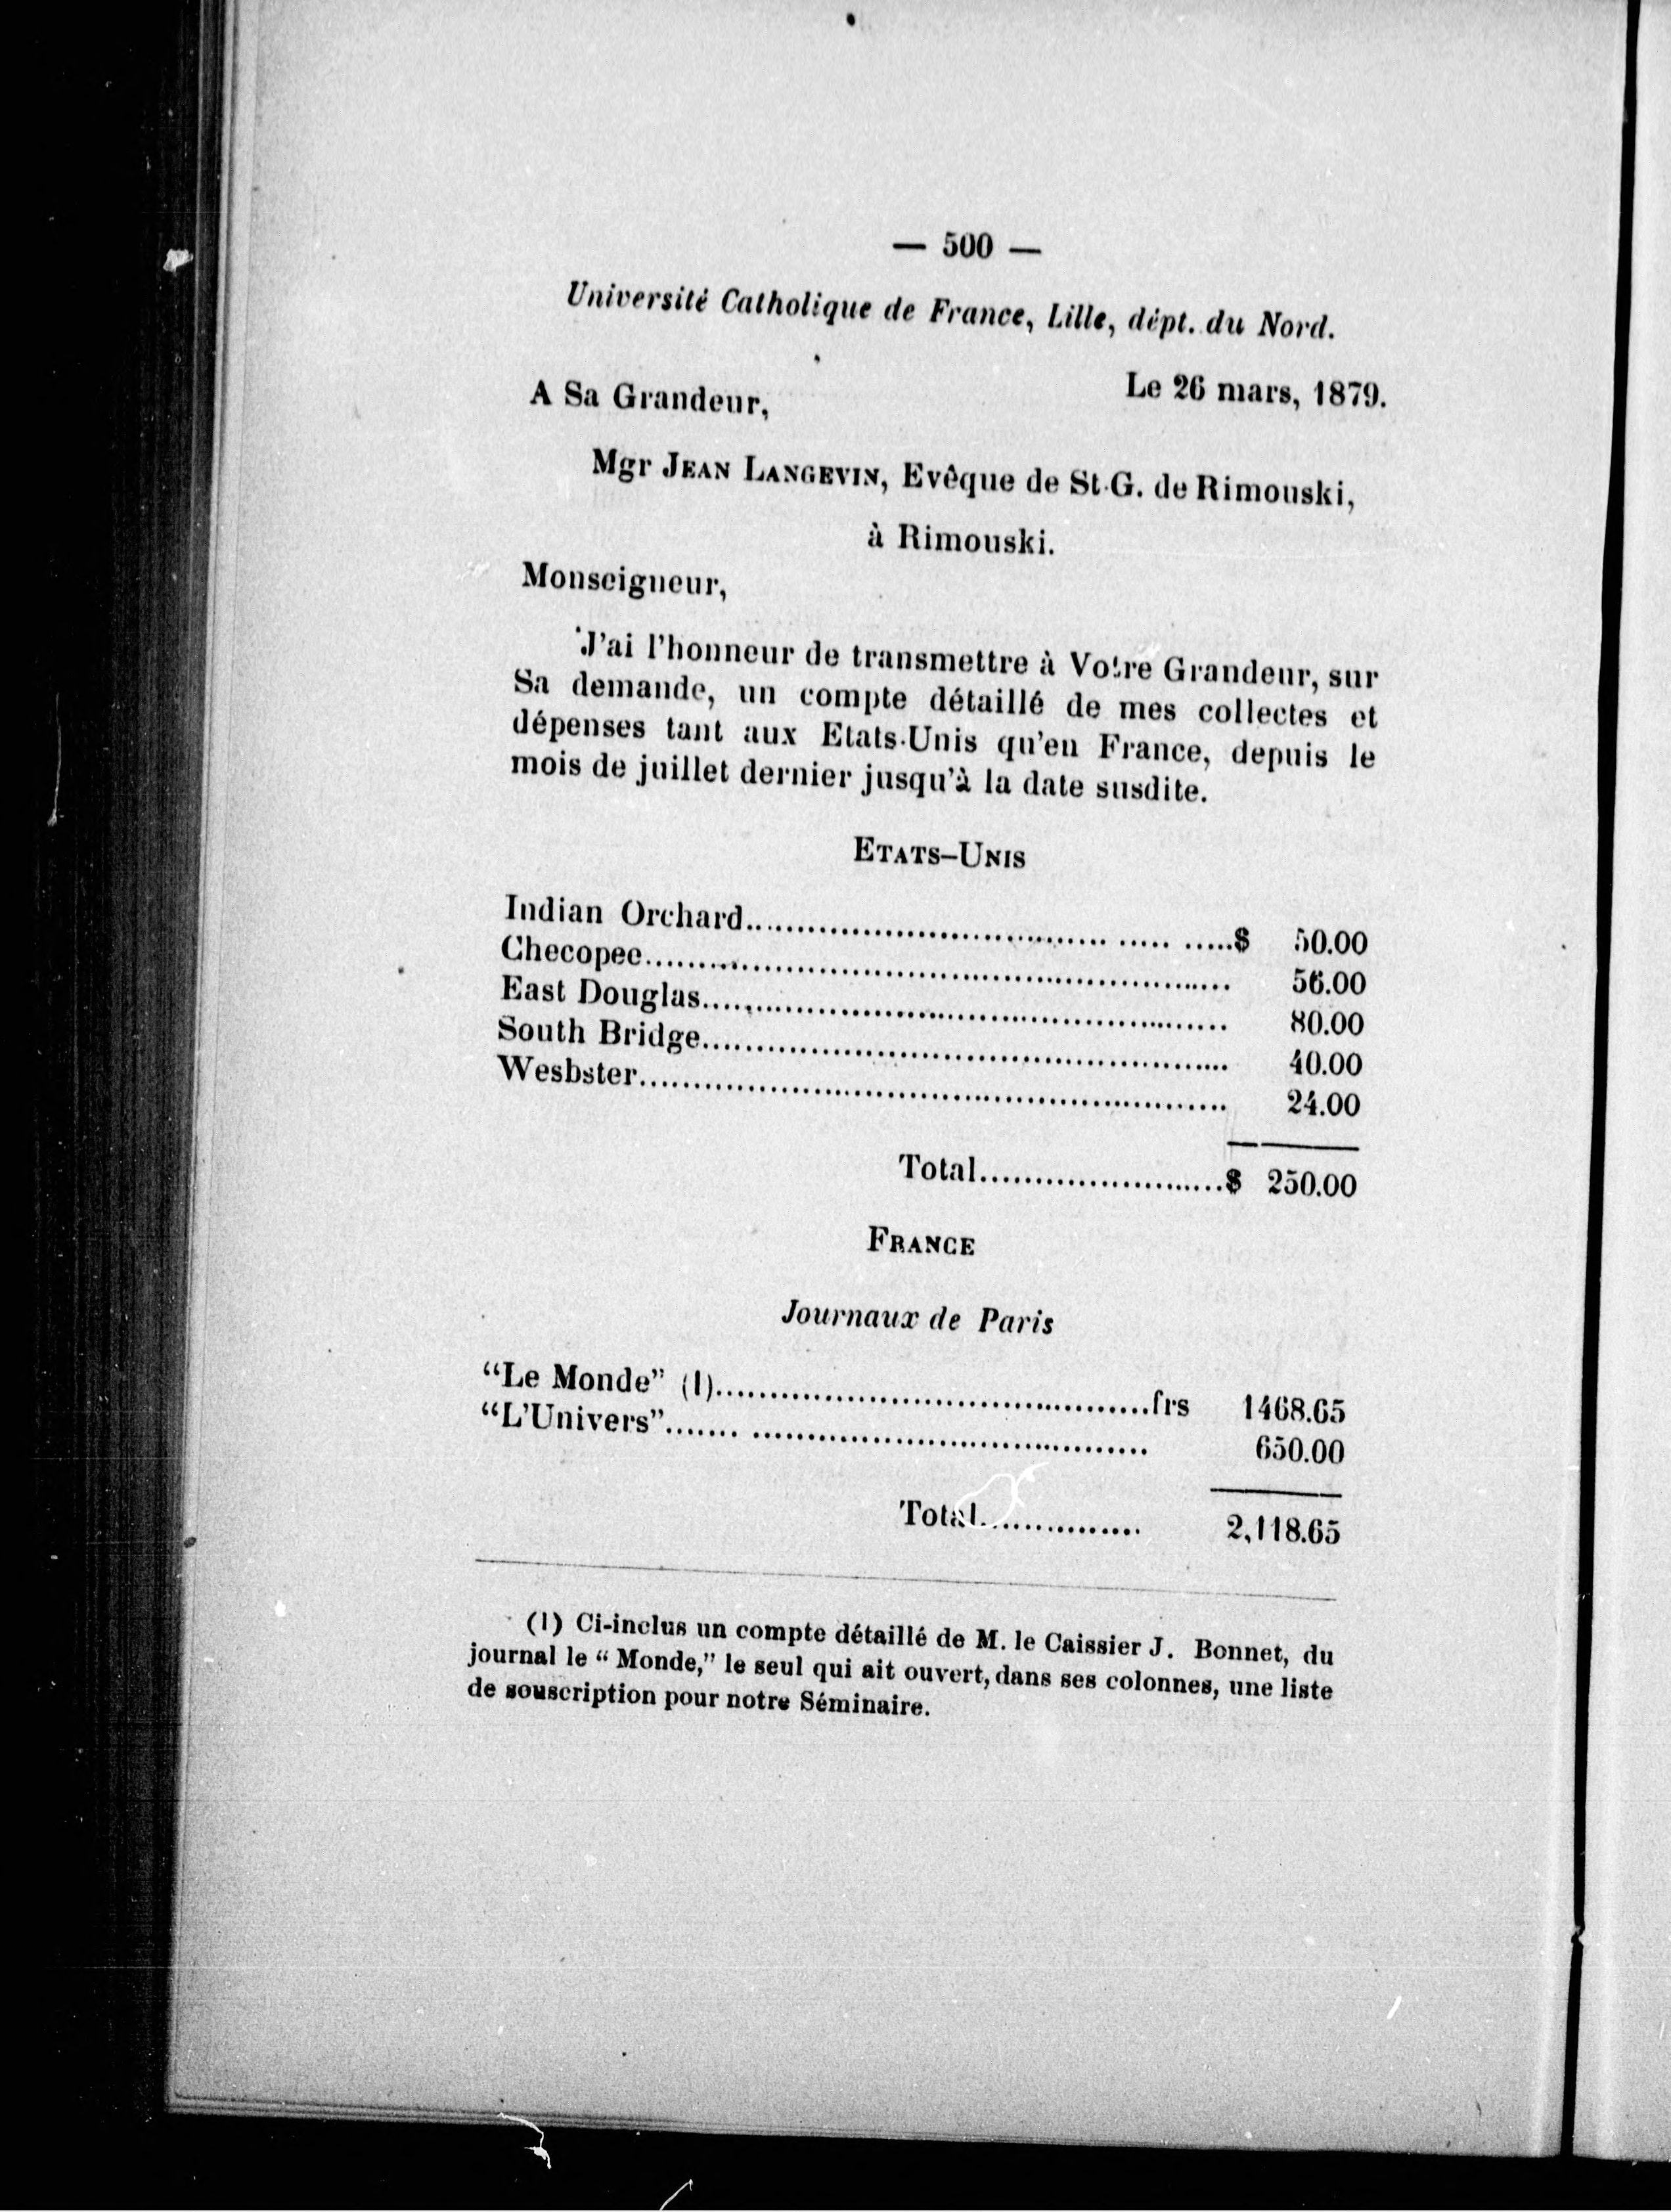 — 500 —
Université Catholique de France, Lille, dépt. du Nord.
Le 26 mars, 1879.
A Sa Grandeur,
Mgr JEAN LANGEVIN, Evêque de St.G. de Rimouski,
à Rimouski.
Monseigneur,
J'ai l'honneur de transmettre à Votre Grandeur, sur
Sa demande, un compte détaillé de mes collectes et
dépenses tant aux Etats-Unis qu'en France, depuis le
mois de juillet dernier jusqu'à la date susdite.
ETATS–UNIS
Indian Orchard..............................................$ 50.00
Checopee.............................................................. 56.00
East Douglas......................................................... 80.00
South Bridge......................................................... 40.00
Wesbster............................................................... 24.00
Total........................$ 250.00
FRANCE
Journaux de Paris
“Le Monde” (1)..............................................frs 1468.65
“L'Univers”....... ........................................... 650.00
Total................ 2,118.65
(1) Ci-inclus un compte détaillé de M. le Caissier J. Bonnet, du
journal le “ Monde,” le seul qui ait ouvert, dans ses colonnes, une liste
de souscription pour notre Séminaire.